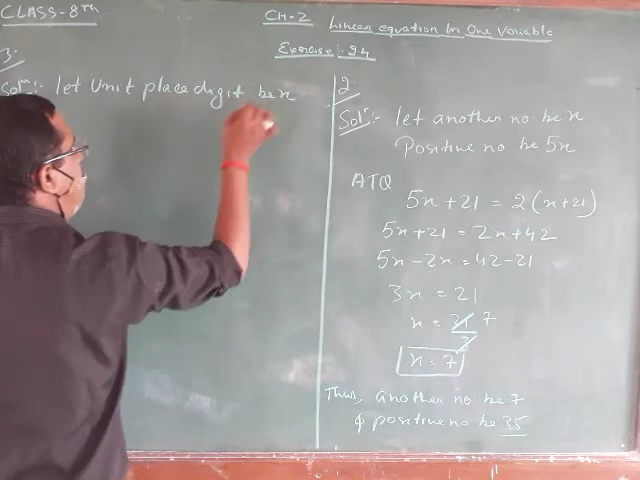 CLASS-8th
Ch-2 Linear equation In One Variable
Exercise: 2.4
3.
Soln:- let Unit place digit be x
2.
Soln:- let another no be x
Positive no be 5x
ATQ
5x+21 = 2(x+21)
5x+21 = 2x+42
5x-2x = 42-21
3x = 21
x = 21/3 7
x = 7
Thus, another no be 7
& positive no be 35